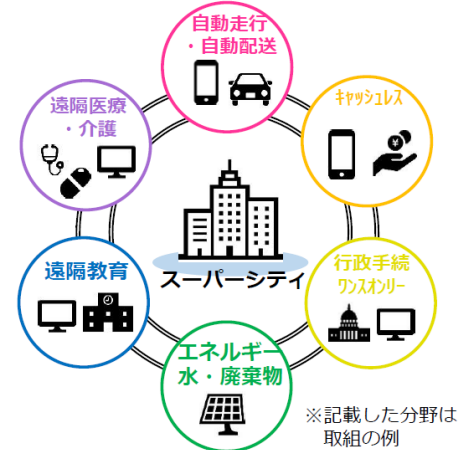 自動走行
・自動配送
遠隔医療
・介護
ｷｬｯｼｭﾚｽ
¥
スーパーシティ
遠隔教育
行政手続
ﾜﾝｽｵﾝﾘｰ
エネルギー
水・廃棄物
※記載した分野は
取組の例